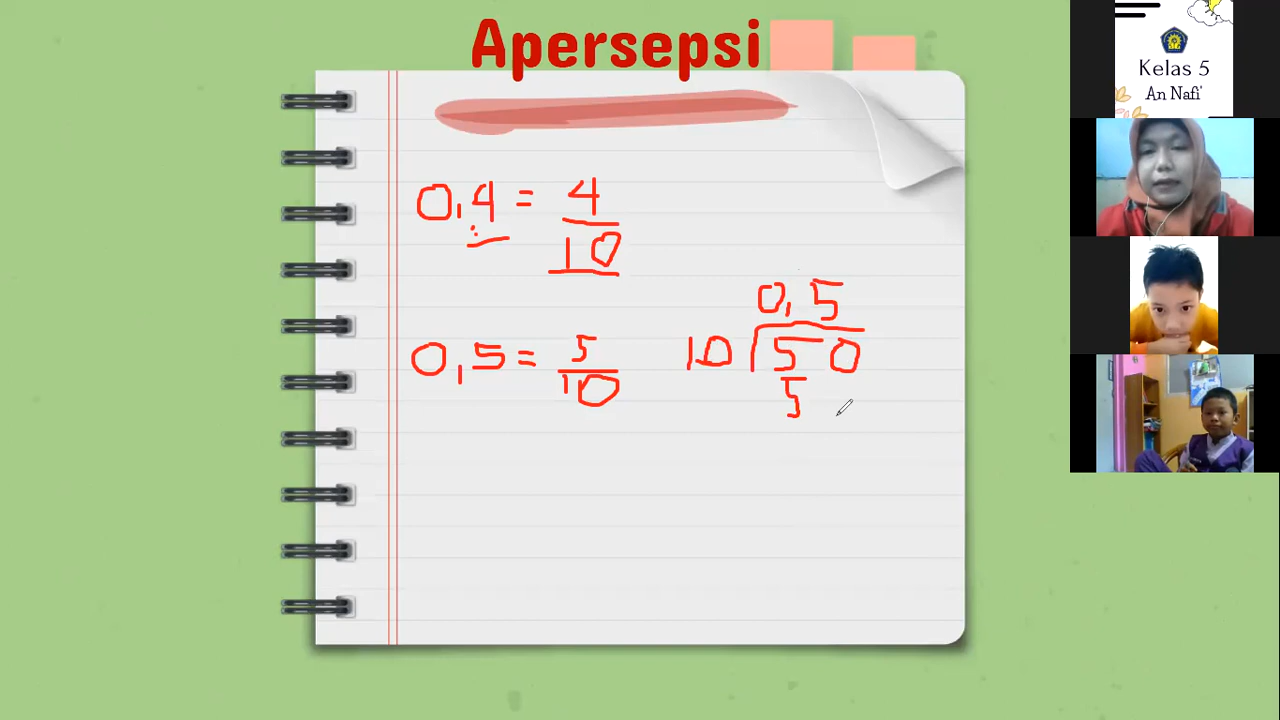 Apersepsi
0,4 = 4
10
0,5 = 5
10
0,5
10 50
5
Kelas 5
An Nafi'